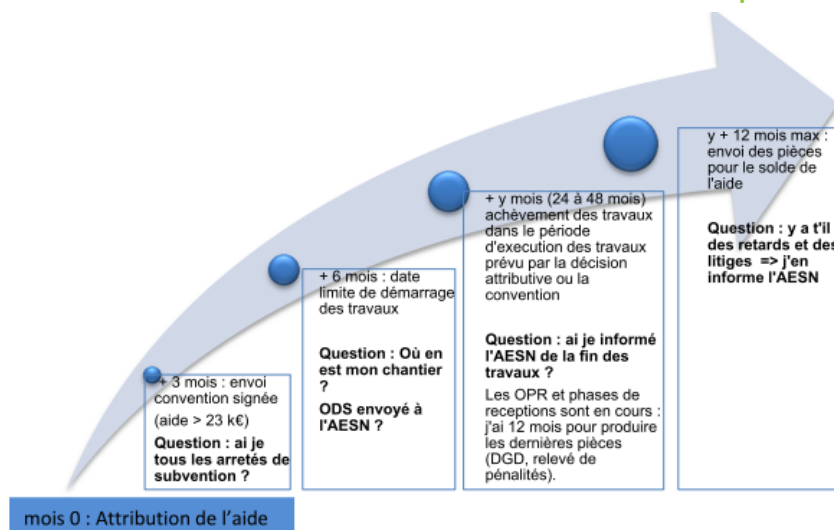 + 3 mois : envoi
convention signée
(aide > 23 k€)
Question : ai je
tous les arretés de
subvention ?
+ 6 mois : date
limite de démarrage
des travaux
Question : Où en
est mon chantier
?
ODS envoyé à
l'AESN ?
+ y mois (24 à 48 mois)
achèvement des travaux
dans le période
d'execution des travaux
prévu par la décision
attributive ou la
convention
Question : ai je informé
l'AESN de la fin des
travaux ?
Les OPR et phases de
receptions sont en cours :
j'ai 12 mois pour produire
les dernières pièces
(DGD, relevé de
pénalités).
y + 12 mois max :
envoi des pièces
pour le solde de
l'aide
Question : y a t'il
des retards et des
litiges => j'en
informe l'AESN
mois 0 : Attribution de l'aide